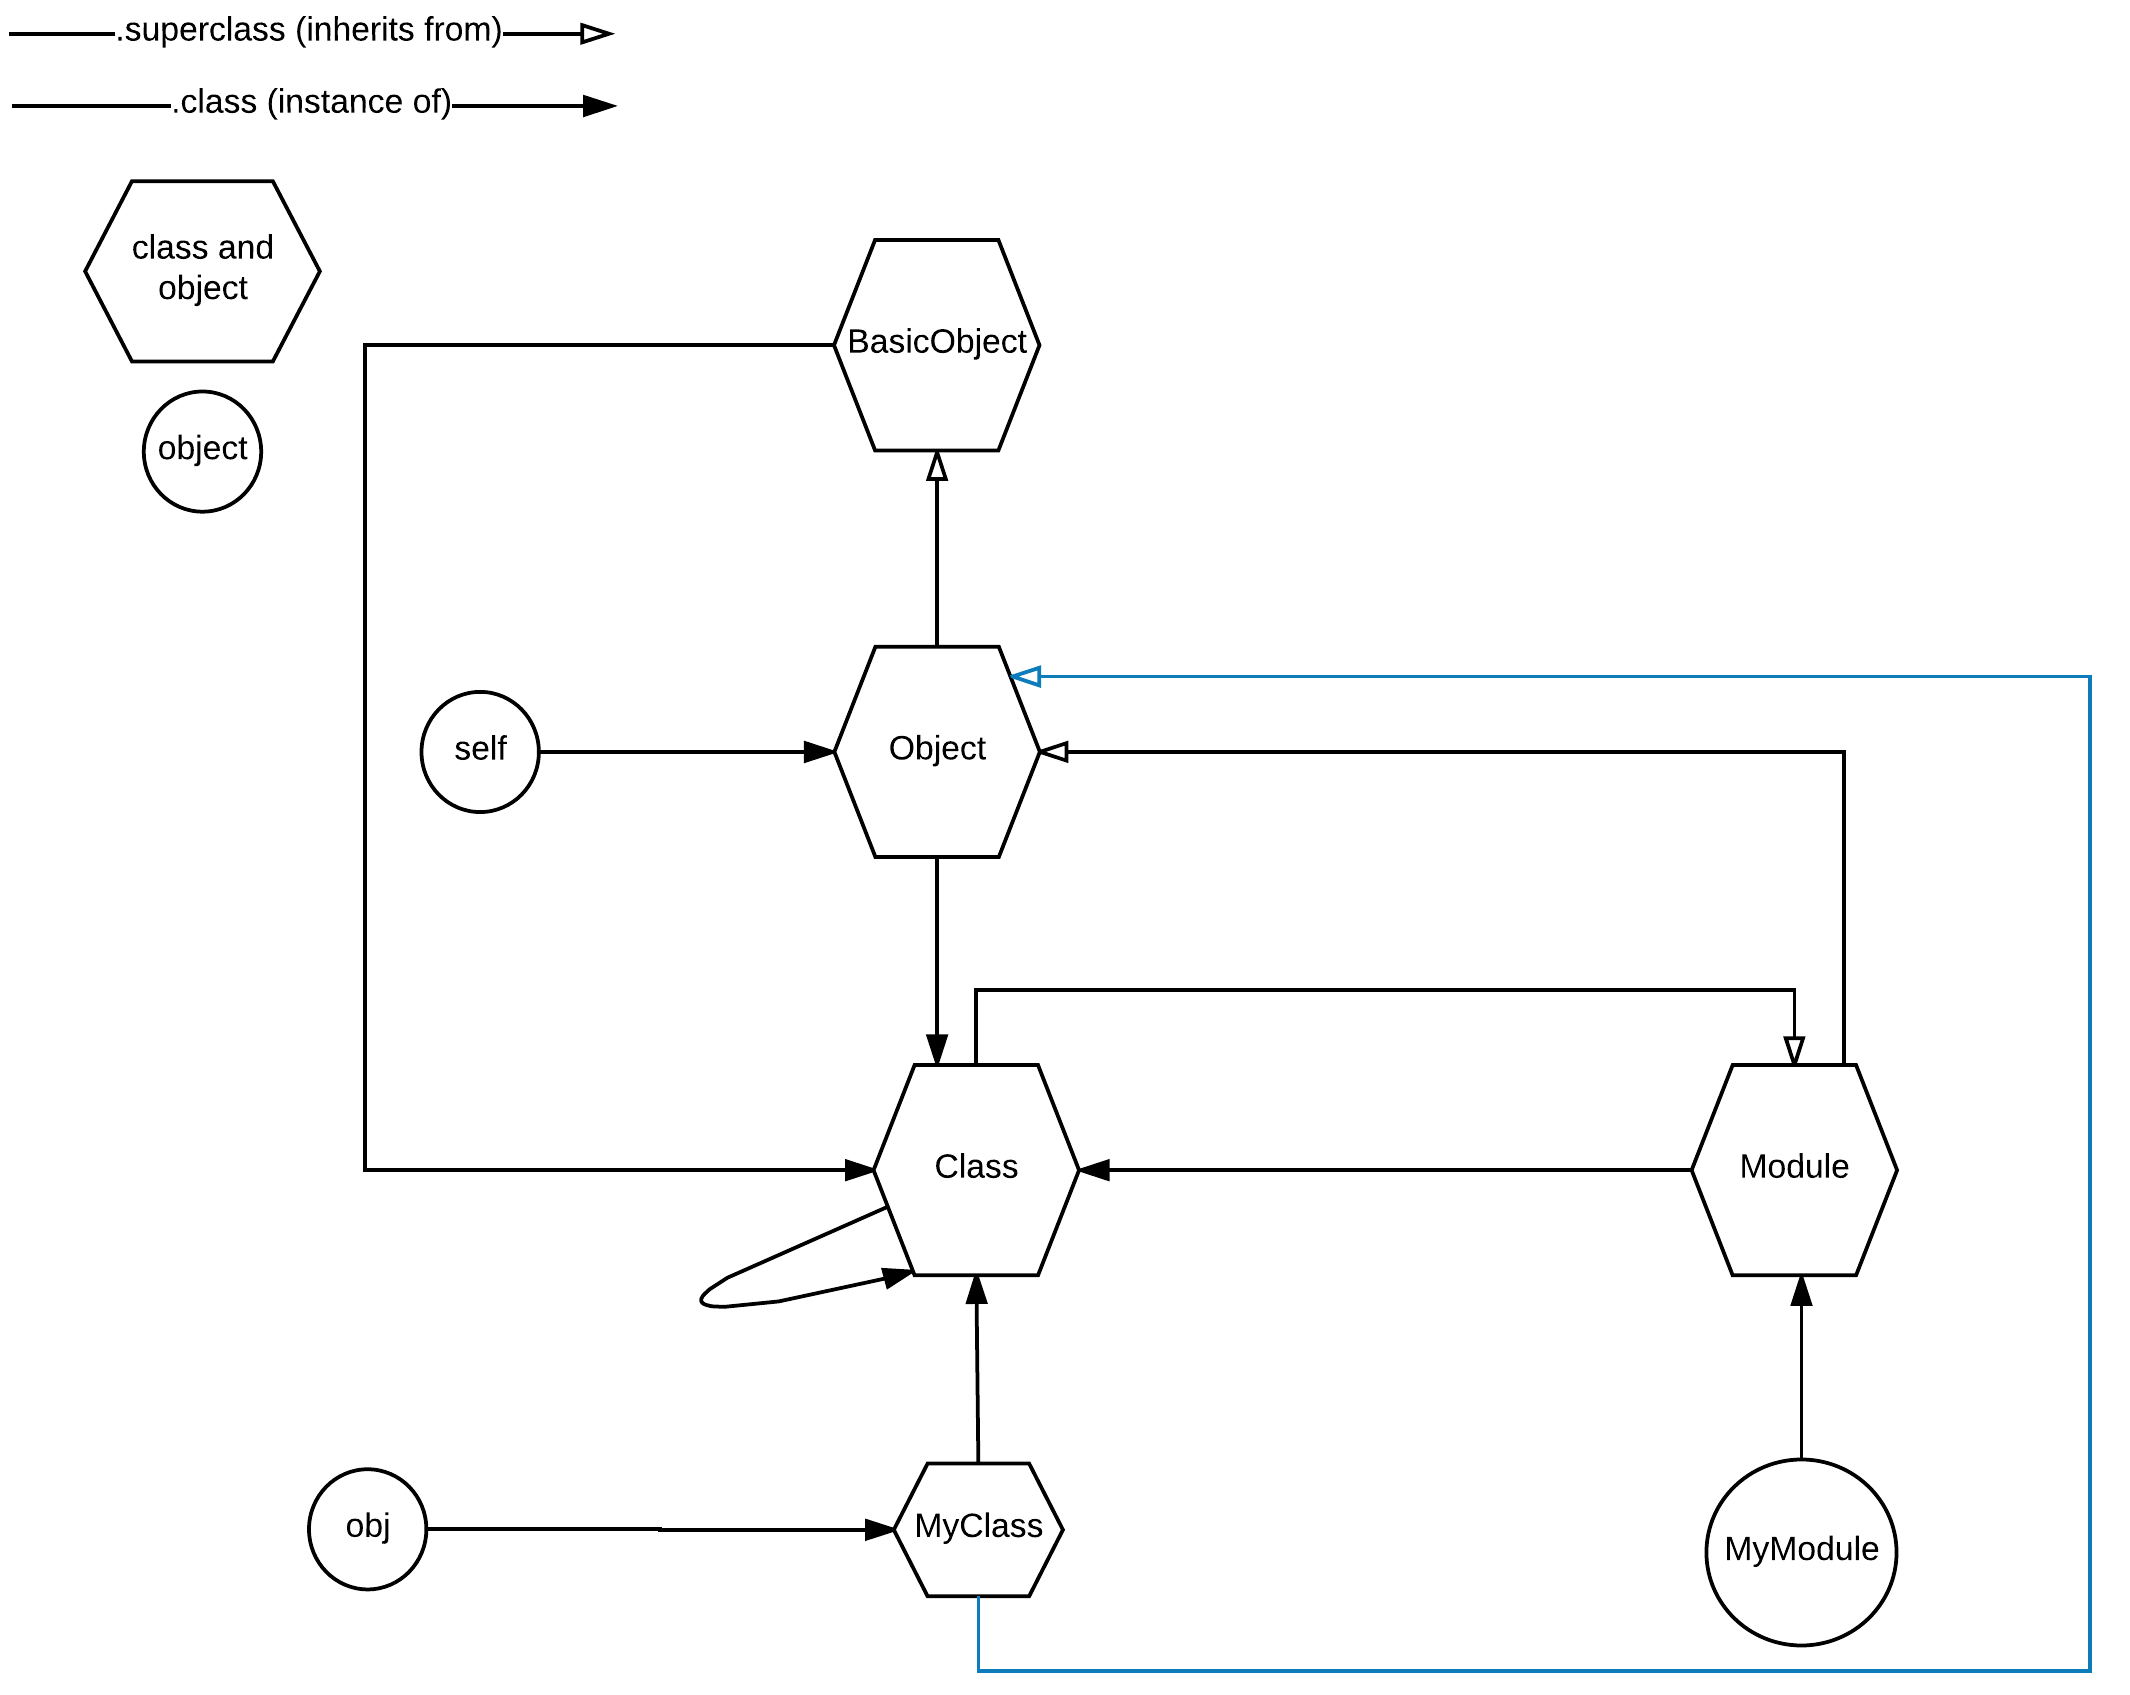 .superclass (inherits from)
.class (instance of)
class and
object
object
BasicObject
self
Object
Class
Module
obj
MyClass
MyModule